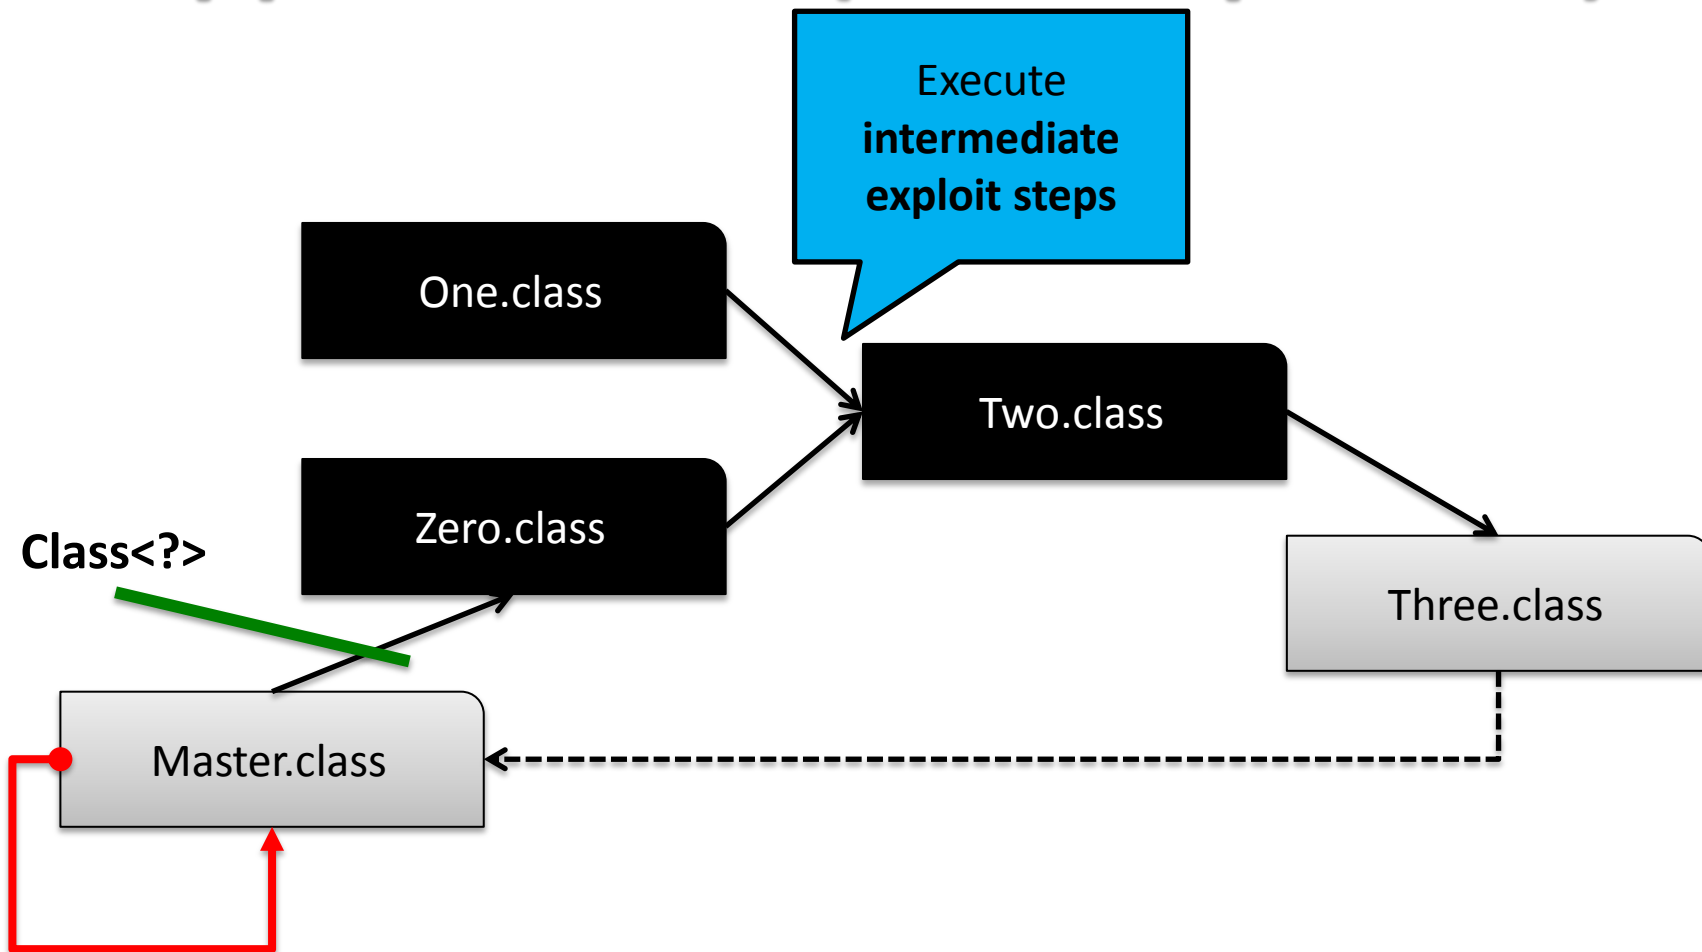 Execute
intermediate
exploit steps
One.class
Two.class
Zero.class
Class<?>
Three.class
Master.class